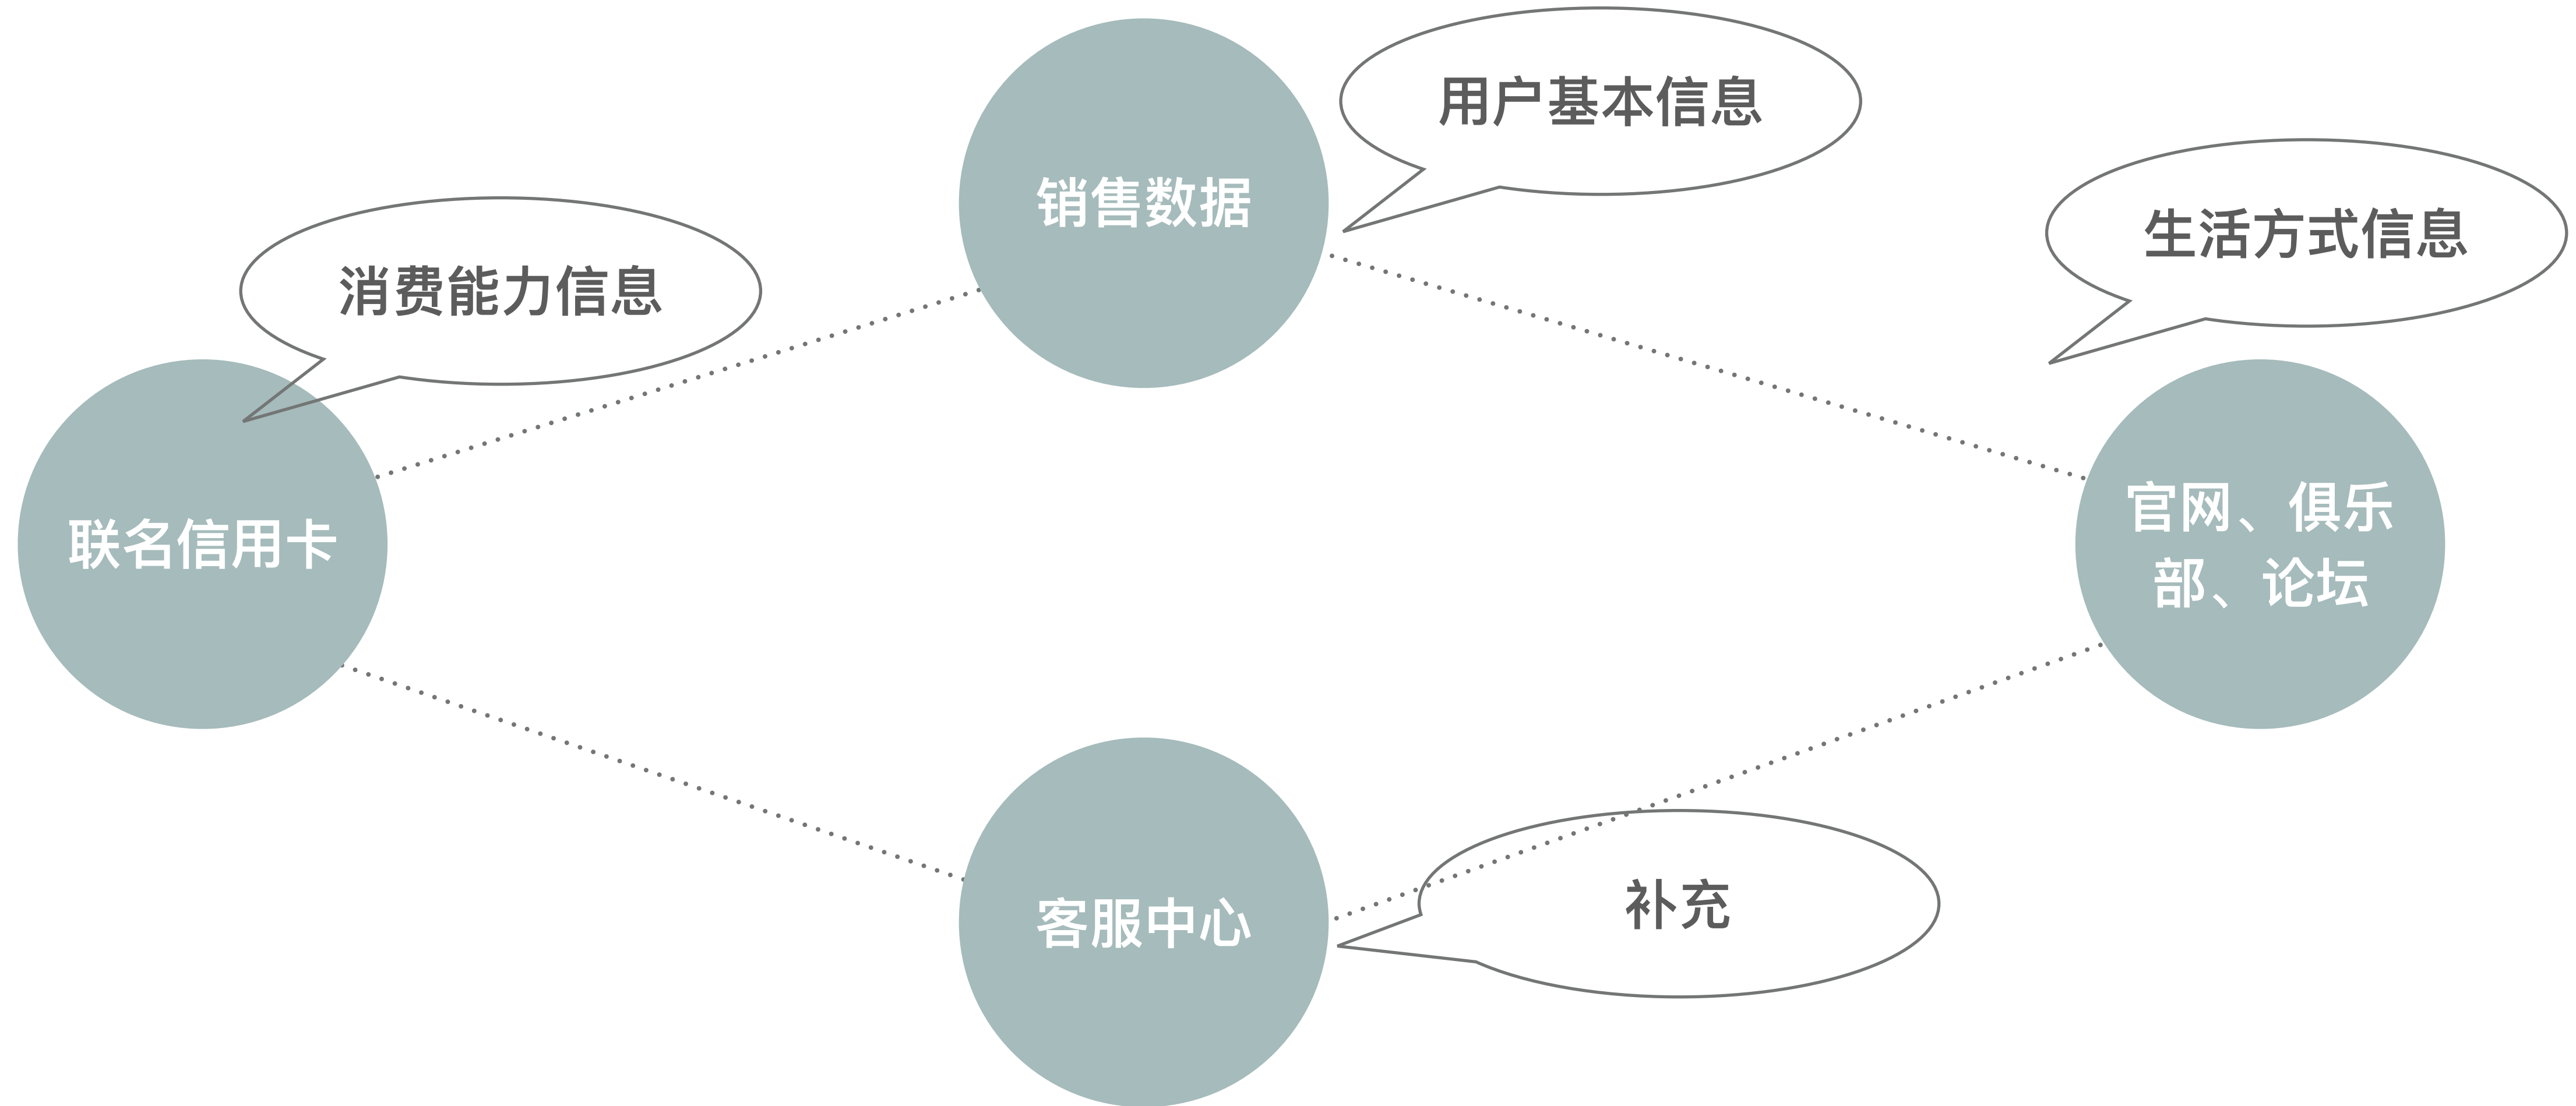 用户基本信息
销售数据
生活方式信息
消费能力信息
联名信用卡
官网、俱乐
部、论坛
补充
客服中心